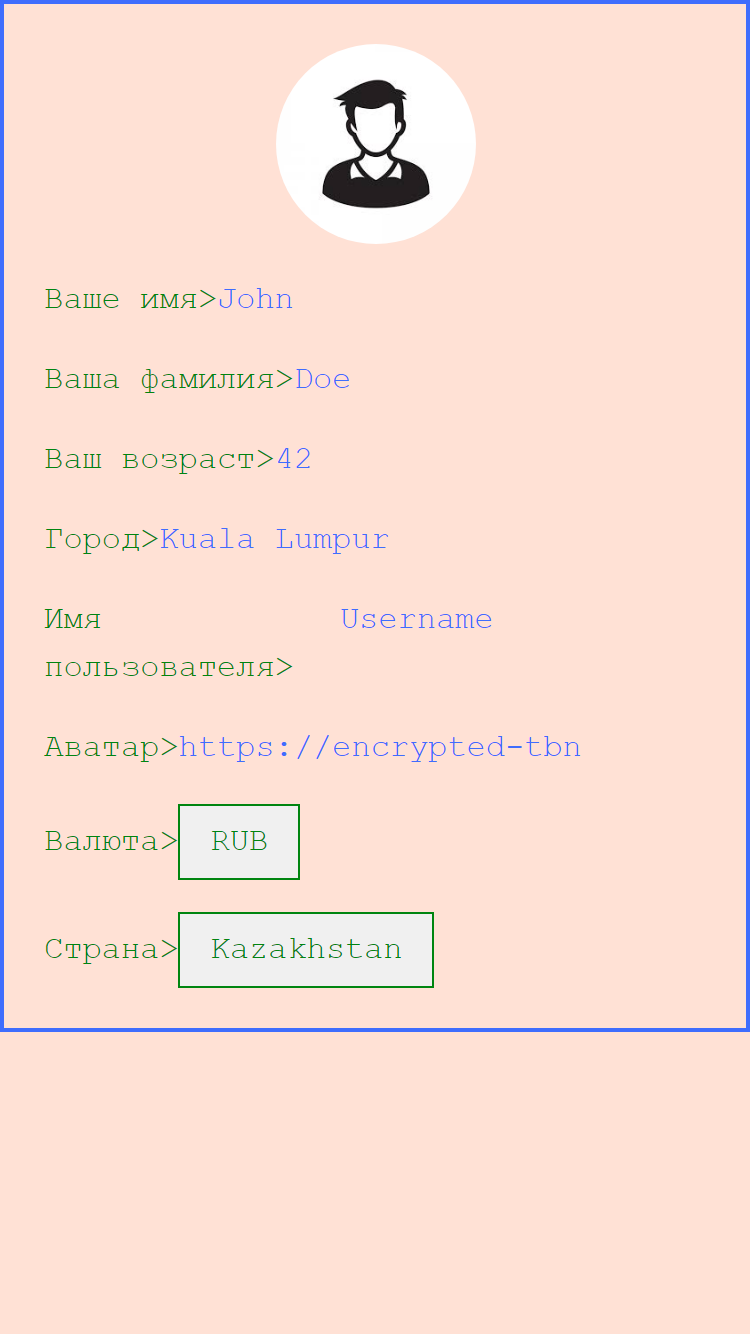 Ваше имя>John
Ваша фамилия>Doe
Ваш возраст>42
Город>Kuala Lumpur
Имя Username
пользователя>
Аватар>https://encrypted-tbn
Валюта> RUB
Страна> Kazakhstan